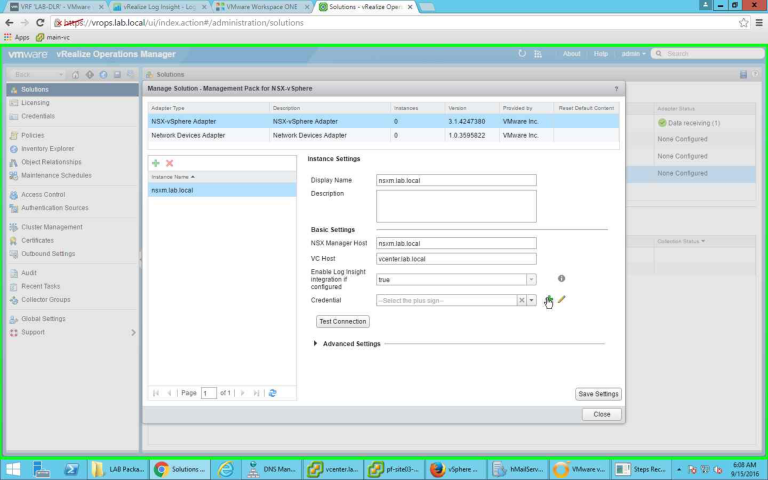 VRF 'LAB-DLR' - VMwar
vRealize Log Insight - Log
VMware Workspace ONE
Solutions - vRealize Oper
https://vrops.lab.local/ui/index.action#/administration/solutions
Apps
main-vc
vmware vRealize Operations Manager
About
Help
admin
Search
Back
Solutions
Solutions
Licensing
Credentials
Policies
Inventory Explorer
Object Relationships
Maintenance Schedules
Access Control
Authentication Sources
Cluster Management
Certificates
Outbound Settings
Audit
Recent Tasks
Collector Groups
Global Settings
Support
Manage Solution - Management Pack for NSX-vSphere ?
Adapter Type Description Instances Version Provided by Reset Default Content
NSX-vSphere Adapter NSX-vSphere Adapter 0 3.1.4247380 VMware Inc.
Network Devices Adapter Network Devices Adapter 0 1.0.3595822 VMware Inc.
Instance Name
nsxm.lab.local
Instance Settings
Display Name nsxm.lab.local
Description
Basic Settings
NSX Manager Host nsxm.lab.local
VC Host vcenter.lab.local
Enable Log Insight
integration if
configured
true
Credential --Select the plus sign--
Test Connection
Advanced Settings
Page 1 of 1
Save Settings
Close
Adapter Status
Data receiving (1)
None Configured
None Configured
None Configured
Collection Status
LAB Packa...
Solutions ...
DNS Man...
vcenter.la...
pf-site03-...
vSphere ...
hMailServ...
VMware v...
Steps Rec...
6:08 AM
9/15/2016